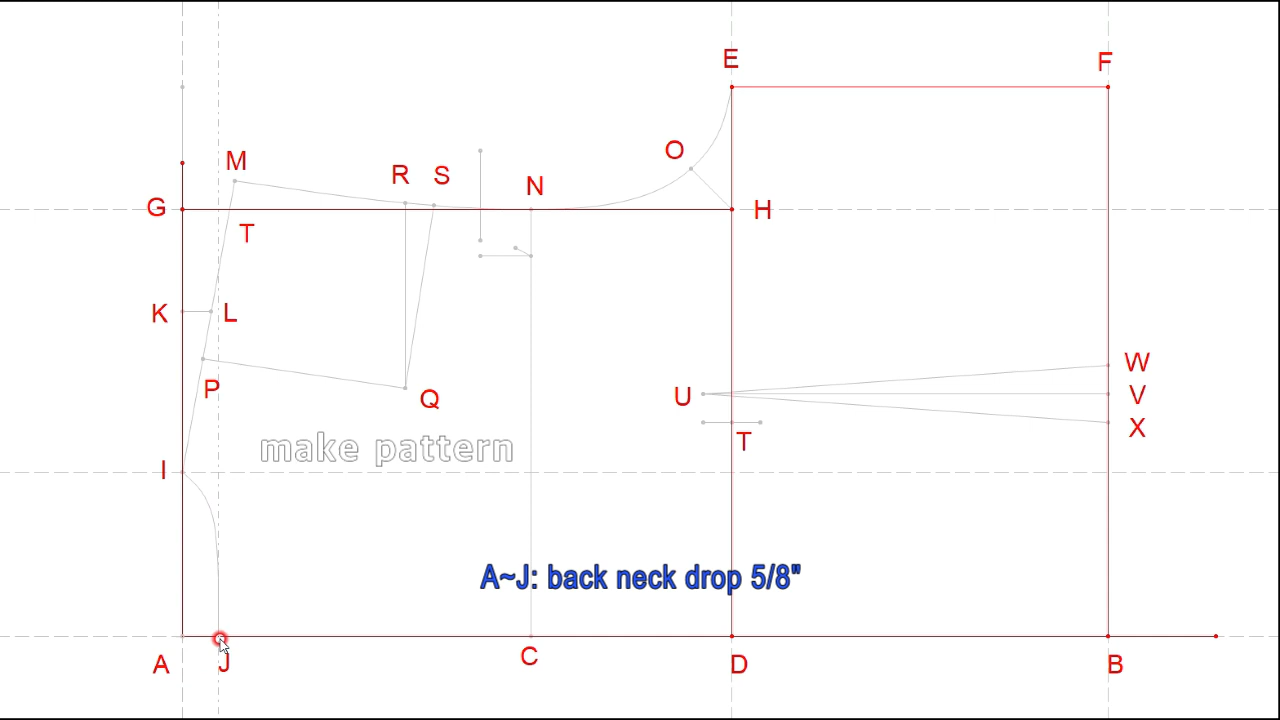 E F
M
R S
O
N
G
H
T
K L
W
P
Q
U
V
X
T
make pattern
I
A~J: back neck drop 5/8"
A J C D B